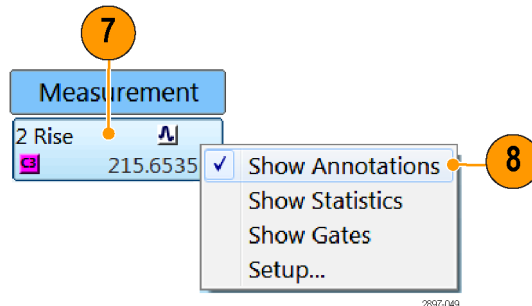 7
Measurement
2 Rise
C3 215.6535
Show Annotations
8
Show Statistics
Show Gates
Setup...
2897-049